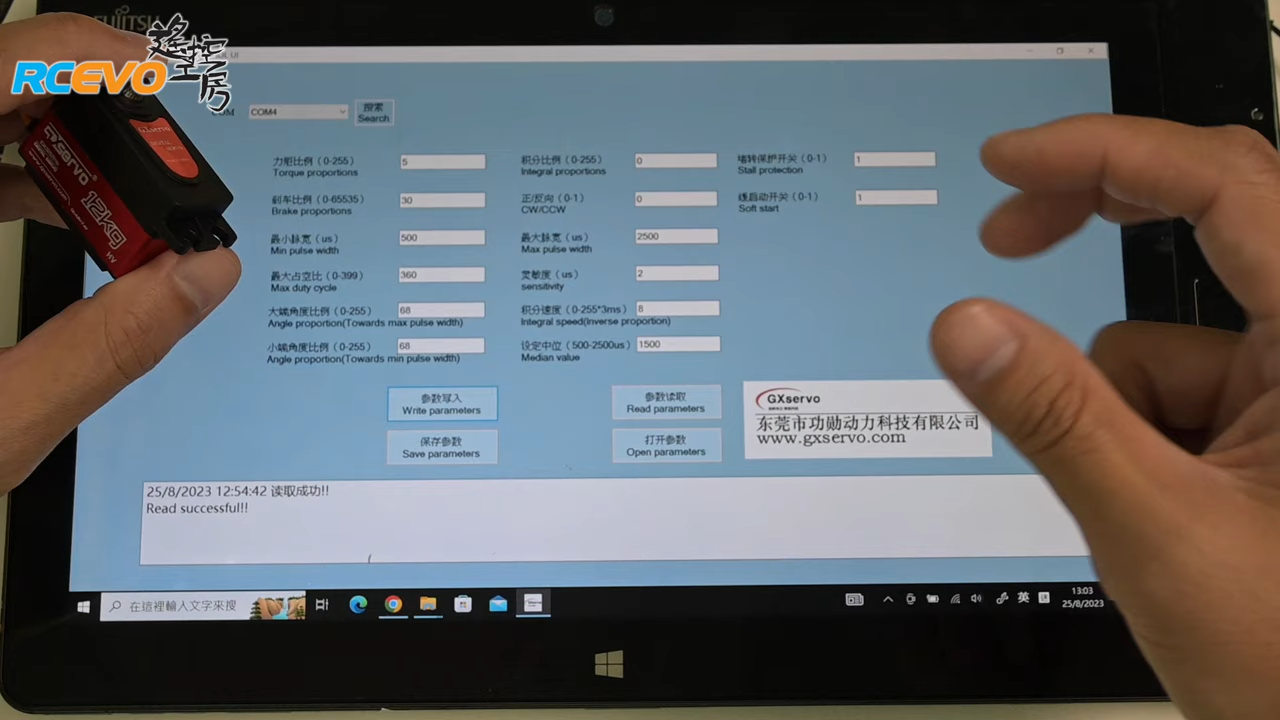 FUJITSU
遙控工房
RCEVO
UI
COM
COM4
搜索
Search
力矩比例（0-255）
Torque proportions
5
积分比例（0-255）
Integral proportions
0
堵转保护开关（0-1）
Stall protection
1
刹车比例（0-65535）
Brake proportions
30
正/反向（0-1）
CW/CCW
0
缓启动开关（0-1）
Soft start
1
最小脉宽（us）
Min pulse width
500
最大脉宽（us）
Max pulse width
2500
最大占空比（0-399）
Max duty cycle
360
灵敏度（us）
sensitivity
2
大端角度比例（0-255）
Angle proportion(Towards max pulse width)
68
积分速度（0-255*3ms）
Integral speed(Inverse proportion)
8
小端角度比例（0-255）
Angle proportion(Towards min pulse width)
68
设定中位（500-2500us）
Median value
1500
参数写入
Write parameters
参数读取
Read parameters
保存参数
Save parameters
打开参数
Open parameters
GXservo
东莞市功勋动力科技有限公司
www.gxservo.com
25/8/2023 12:54:42 读取成功!!
Read successful!!
在這裡輸入文字來搜
英
13:03
25/8/2023
GXservo
GXservo
12Kg
HV